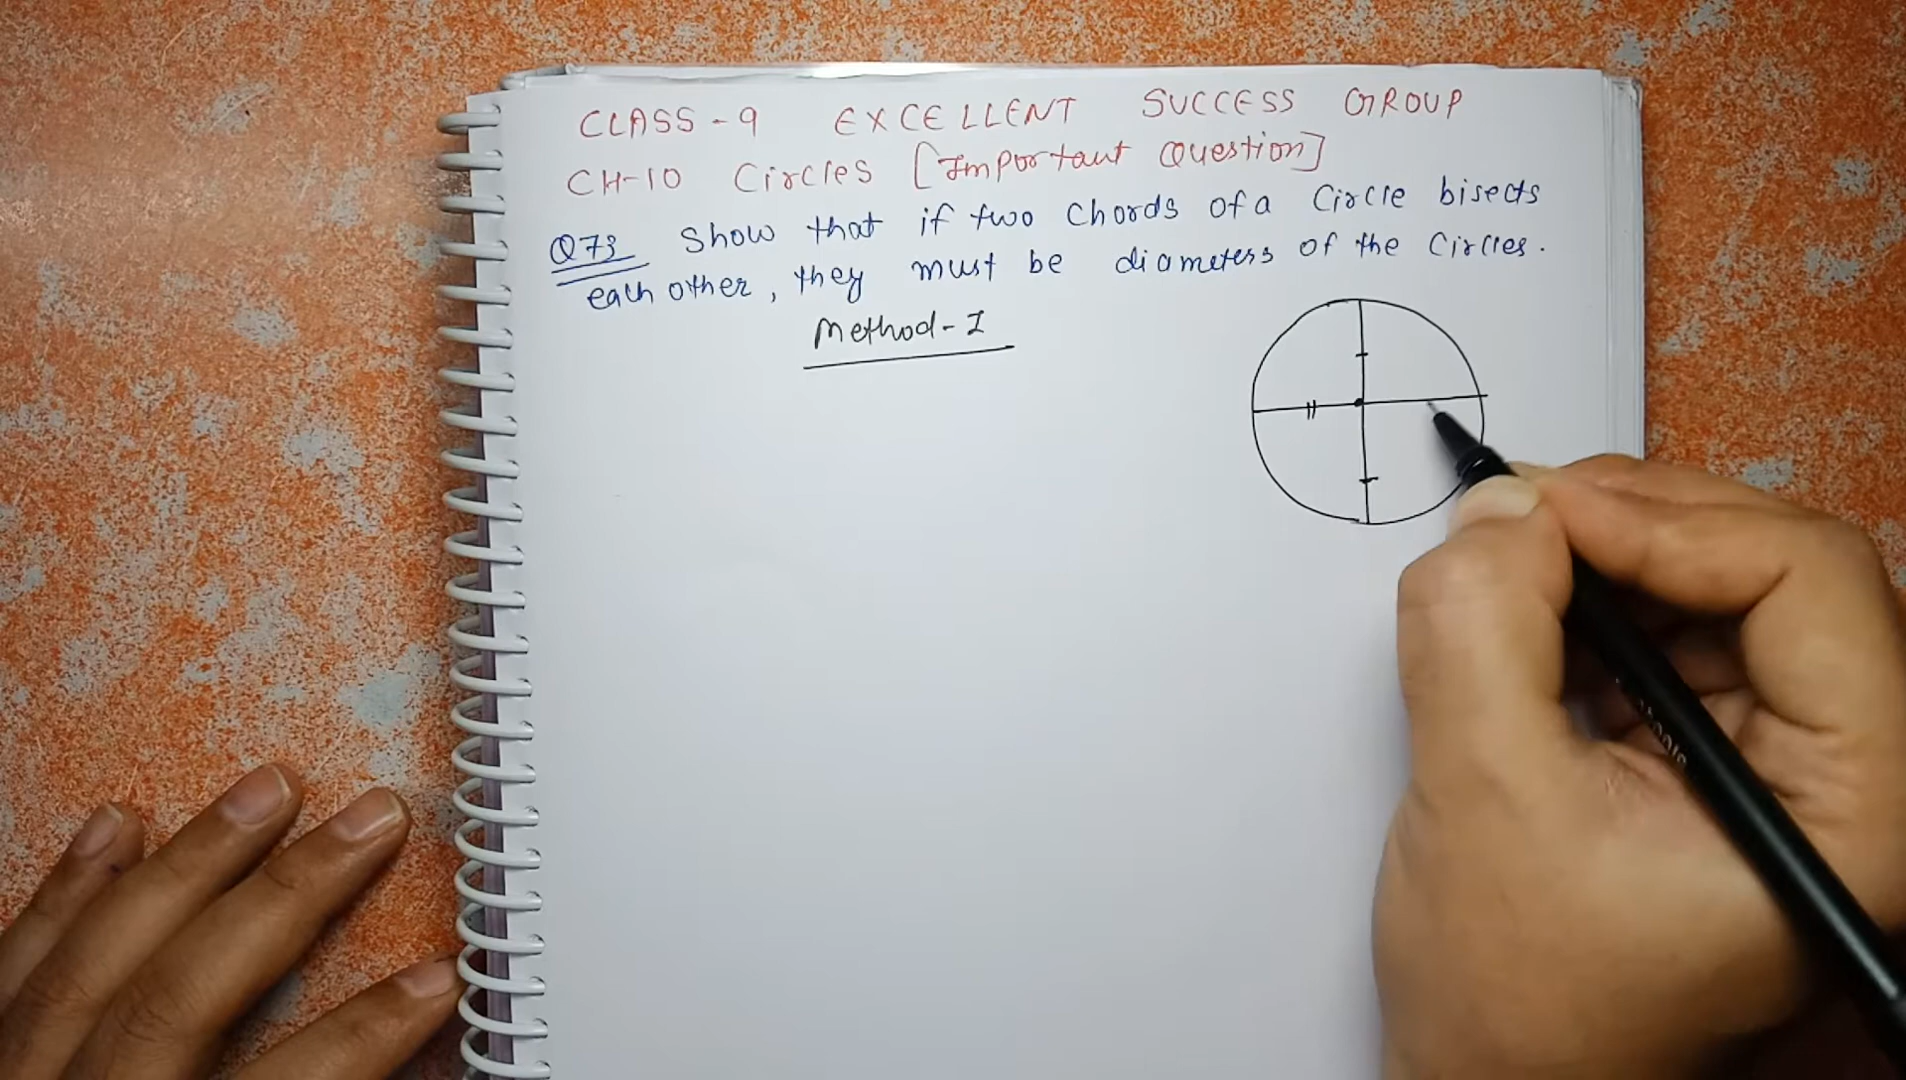 CLASS-9 EXCELLENT SUCCESS GROUP
CH-10 Circles [Important Question]
Q73 Show that if two chords of a Circle bisects
each other, they must be diameters of the Circles.
Method-I